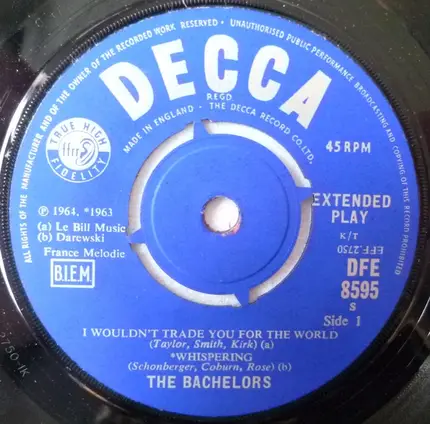 ALL RIGHTS OF THE MANUFACTURER AND OF THE OWNER OF THE RECORDED WORK RESERVED • UNAUTHORISED PUBLIC PERFORMANCE, BROADCASTING AND COPYING OF THIS RECORD PROHIBITED
DECCA
REGD
MADE IN ENGLAND • THE DECCA RECORD CO. LTD.
TRUE HIGH
ffrr
FIDELITY
45 RPM
℗ 1964, *1963
(a) Le Bill Music
(b) Darewski
France Melodie
B.I.E.M
EXTENDED
PLAY
EFF.2750
T/K
DFE
8595
S
Side 1
I WOULDN'T TRADE YOU FOR THE WORLD
(Taylor, Smith, Kirk) (a)
*WHISPERING
(Schonberger, Coburn, Rose) (b)
THE BACHELORS
2750-1K